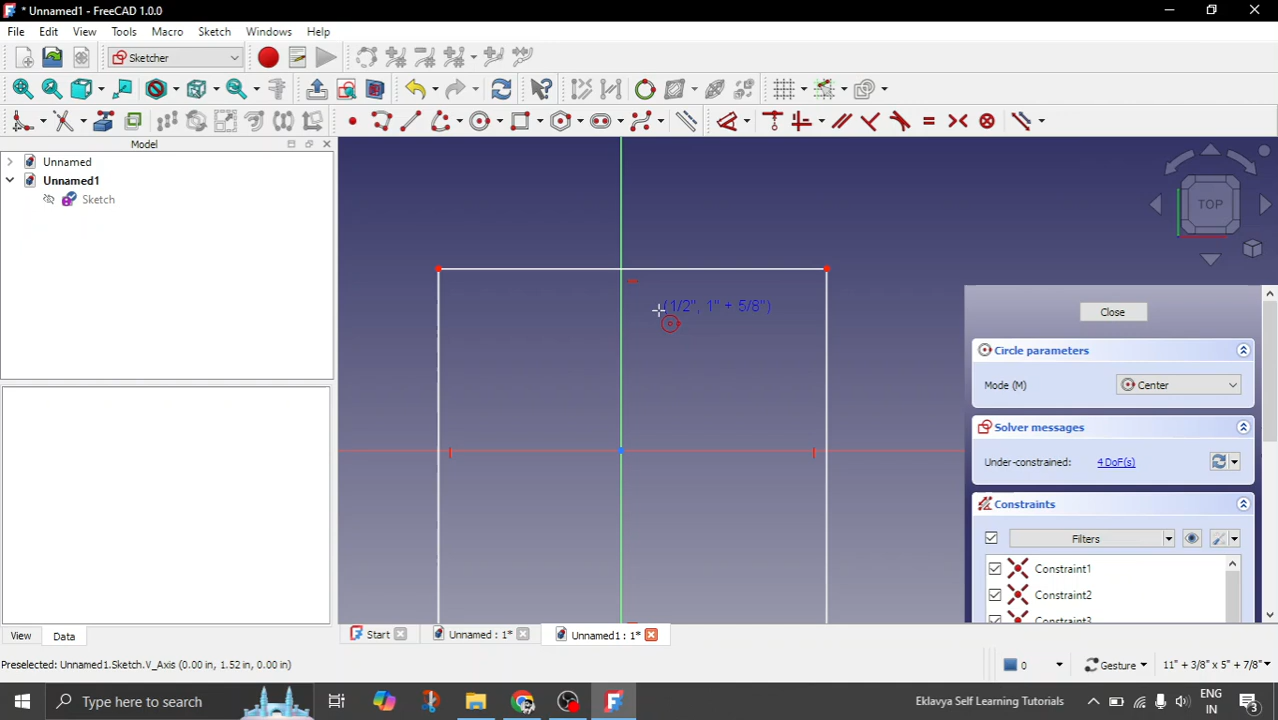 * Unnamed1 - FreeCAD 1.0.0
File Edit View Tools Macro Sketch Windows Help
Sketcher
Model
Unnamed
Unnamed1
Sketch
TOP
(1/2", 1" + 5/8")
Close
Circle parameters
Mode (M) Center
Solver messages
Under-constrained: 4 DoF(s)
Constraints
Filters
Constraint1
Constraint2
View Data
Start Unnamed : 1* Unnamed1 : 1*
Preselected: Unnamed1.Sketch.V_Axis (0.00 in, 1.52 in, 0.00 in)
0 Gesture 11" + 3/8" x 5" + 7/8"
Type here to search
Eklavya Self Learning Tutorials
ENG
IN
3